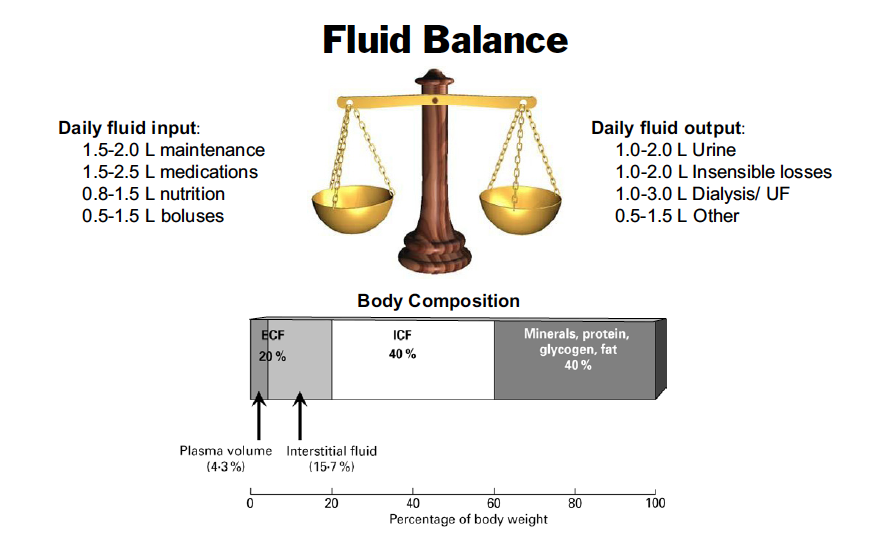 Fluid Balance
Daily fluid input:
1.5-2.0 L maintenance
1.5-2.5 L medications
0.8-1.5 L nutrition
0.5-1.5 L boluses
Daily fluid output:
1.0-2.0 L Urine
1.0-2.0 L Insensible losses
1.0-3.0 L Dialysis/ UF
0.5-1.5 L Other
Body Composition
ECF
20 %
ICF
40 %
Minerals, protein,
glycogen, fat
40 %
Plasma volume
(4·3 %)
Interstitial fluid
(15·7 %)
0 20 40 60 80 100
Percentage of body weight